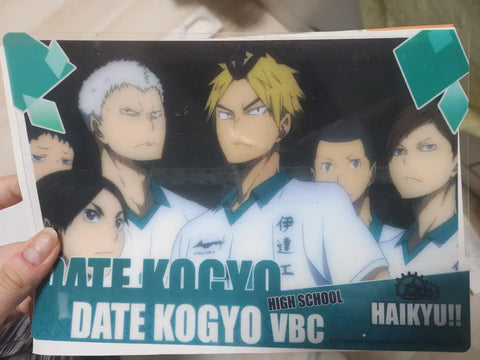 伊達工
DATE KOGYO
HIGH SCHOOL
DATE KOGYO VBC
HAIKYU!!